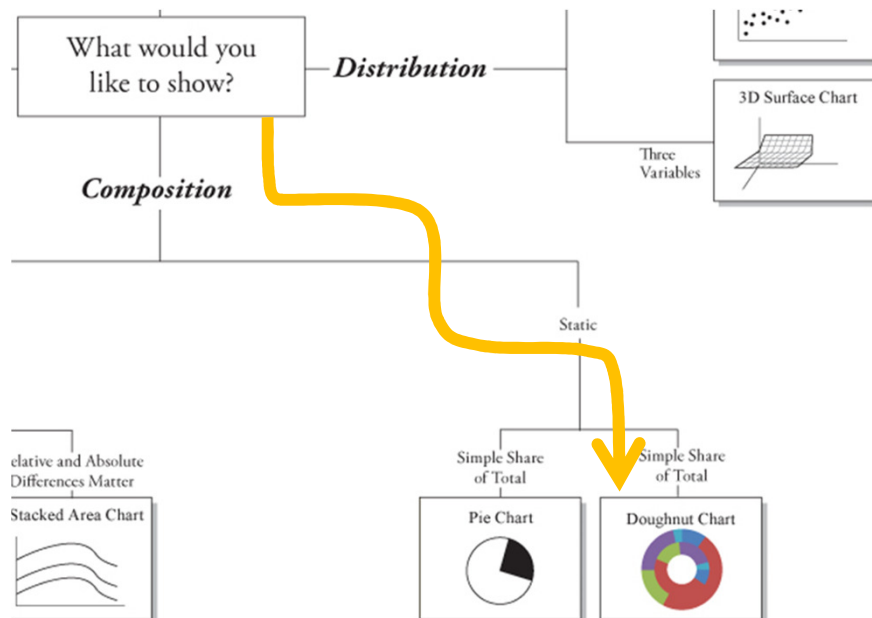 What would you
like to show?
Distribution
3D Surface Chart
Three
Variables
Composition
Static
elative and Absolute
Differences Matter
Stacked Area Chart
Simple Share
of Total
Pie Chart
Simple Share
of Total
Doughnut Chart